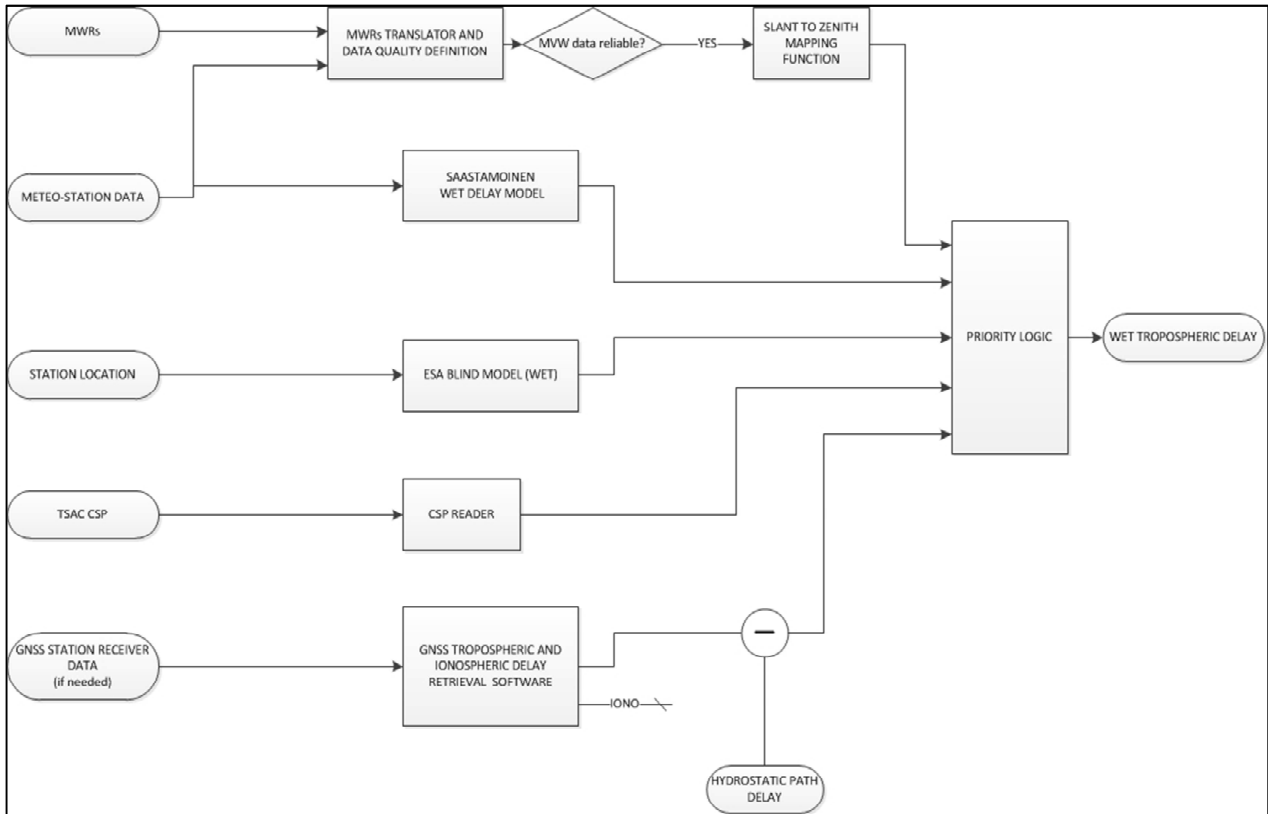 MWRs
MWRs TRANSLATOR AND
DATA QUALITY DEFINITION
MVW data reliable?
YES
SLANT TO ZENITH
MAPPING
FUNCTION
METEO-STATION DATA
SAASTAMOINEN
WET DELAY MODEL
PRIORITY LOGIC
WET TROPOSPHERIC DELAY
STATION LOCATION
ESA BLIND MODEL (WET)
TSAC CSP
CSP READER
GNSS STATION RECEIVER
DATA
(if needed)
GNSS TROPOSPHERIC AND
IONOSPHERIC DELAY
RETRIEVAL SOFTWARE
IONO
—
HYDROSTATIC PATH
DELAY